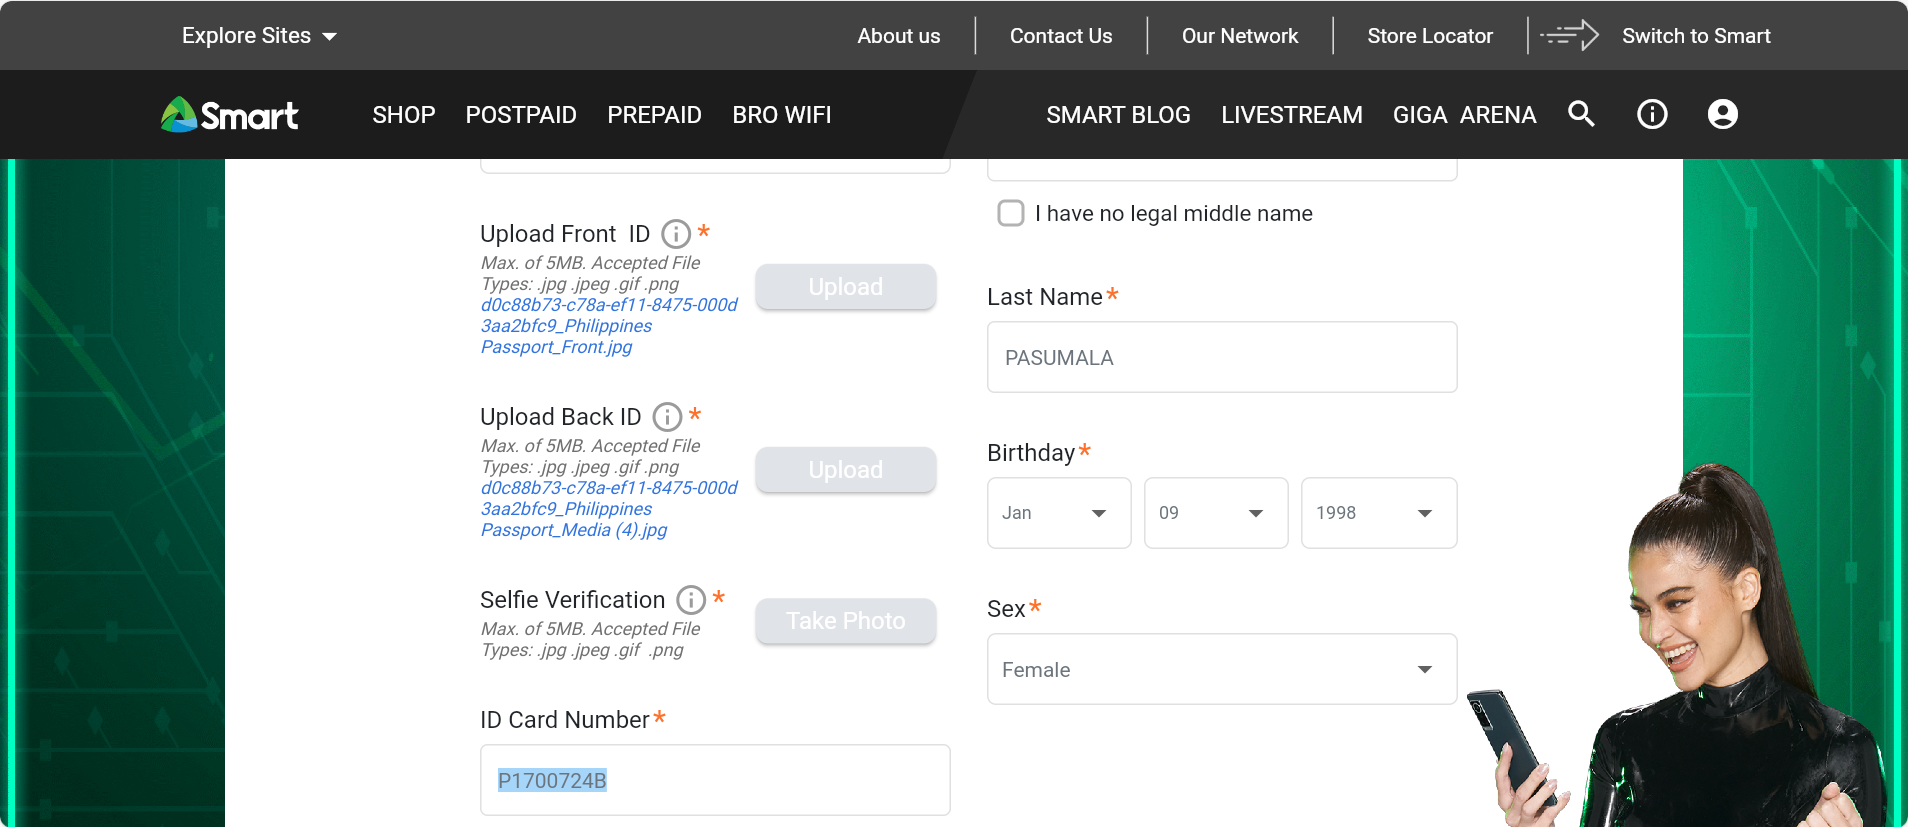 Explore Sites
About us
Contact Us
Our Network
Store Locator
Switch to Smart
Smart
SHOP
POSTPAID
PREPAID
BRO WIFI
SMART BLOG
LIVESTREAM
GIGA ARENA
Upload Front ID *
Max. of 5MB. Accepted File
Types: .jpg .jpeg .gif .png
d0c88b73-c78a-ef11-8475-000d
3aa2bfc9_Philippines
Passport_Front.jpg
Upload
Upload Back ID *
Max. of 5MB. Accepted File
Types: .jpg .jpeg .gif .png
d0c88b73-c78a-ef11-8475-000d
3aa2bfc9_Philippines
Passport_Media (4).jpg
Upload
Selfie Verification *
Max. of 5MB. Accepted File
Types: .jpg .jpeg .gif .png
Take Photo
ID Card Number*
P1700724B
I have no legal middle name
Last Name*
PASUMALA
Birthday*
Jan
09
1998
Sex*
Female